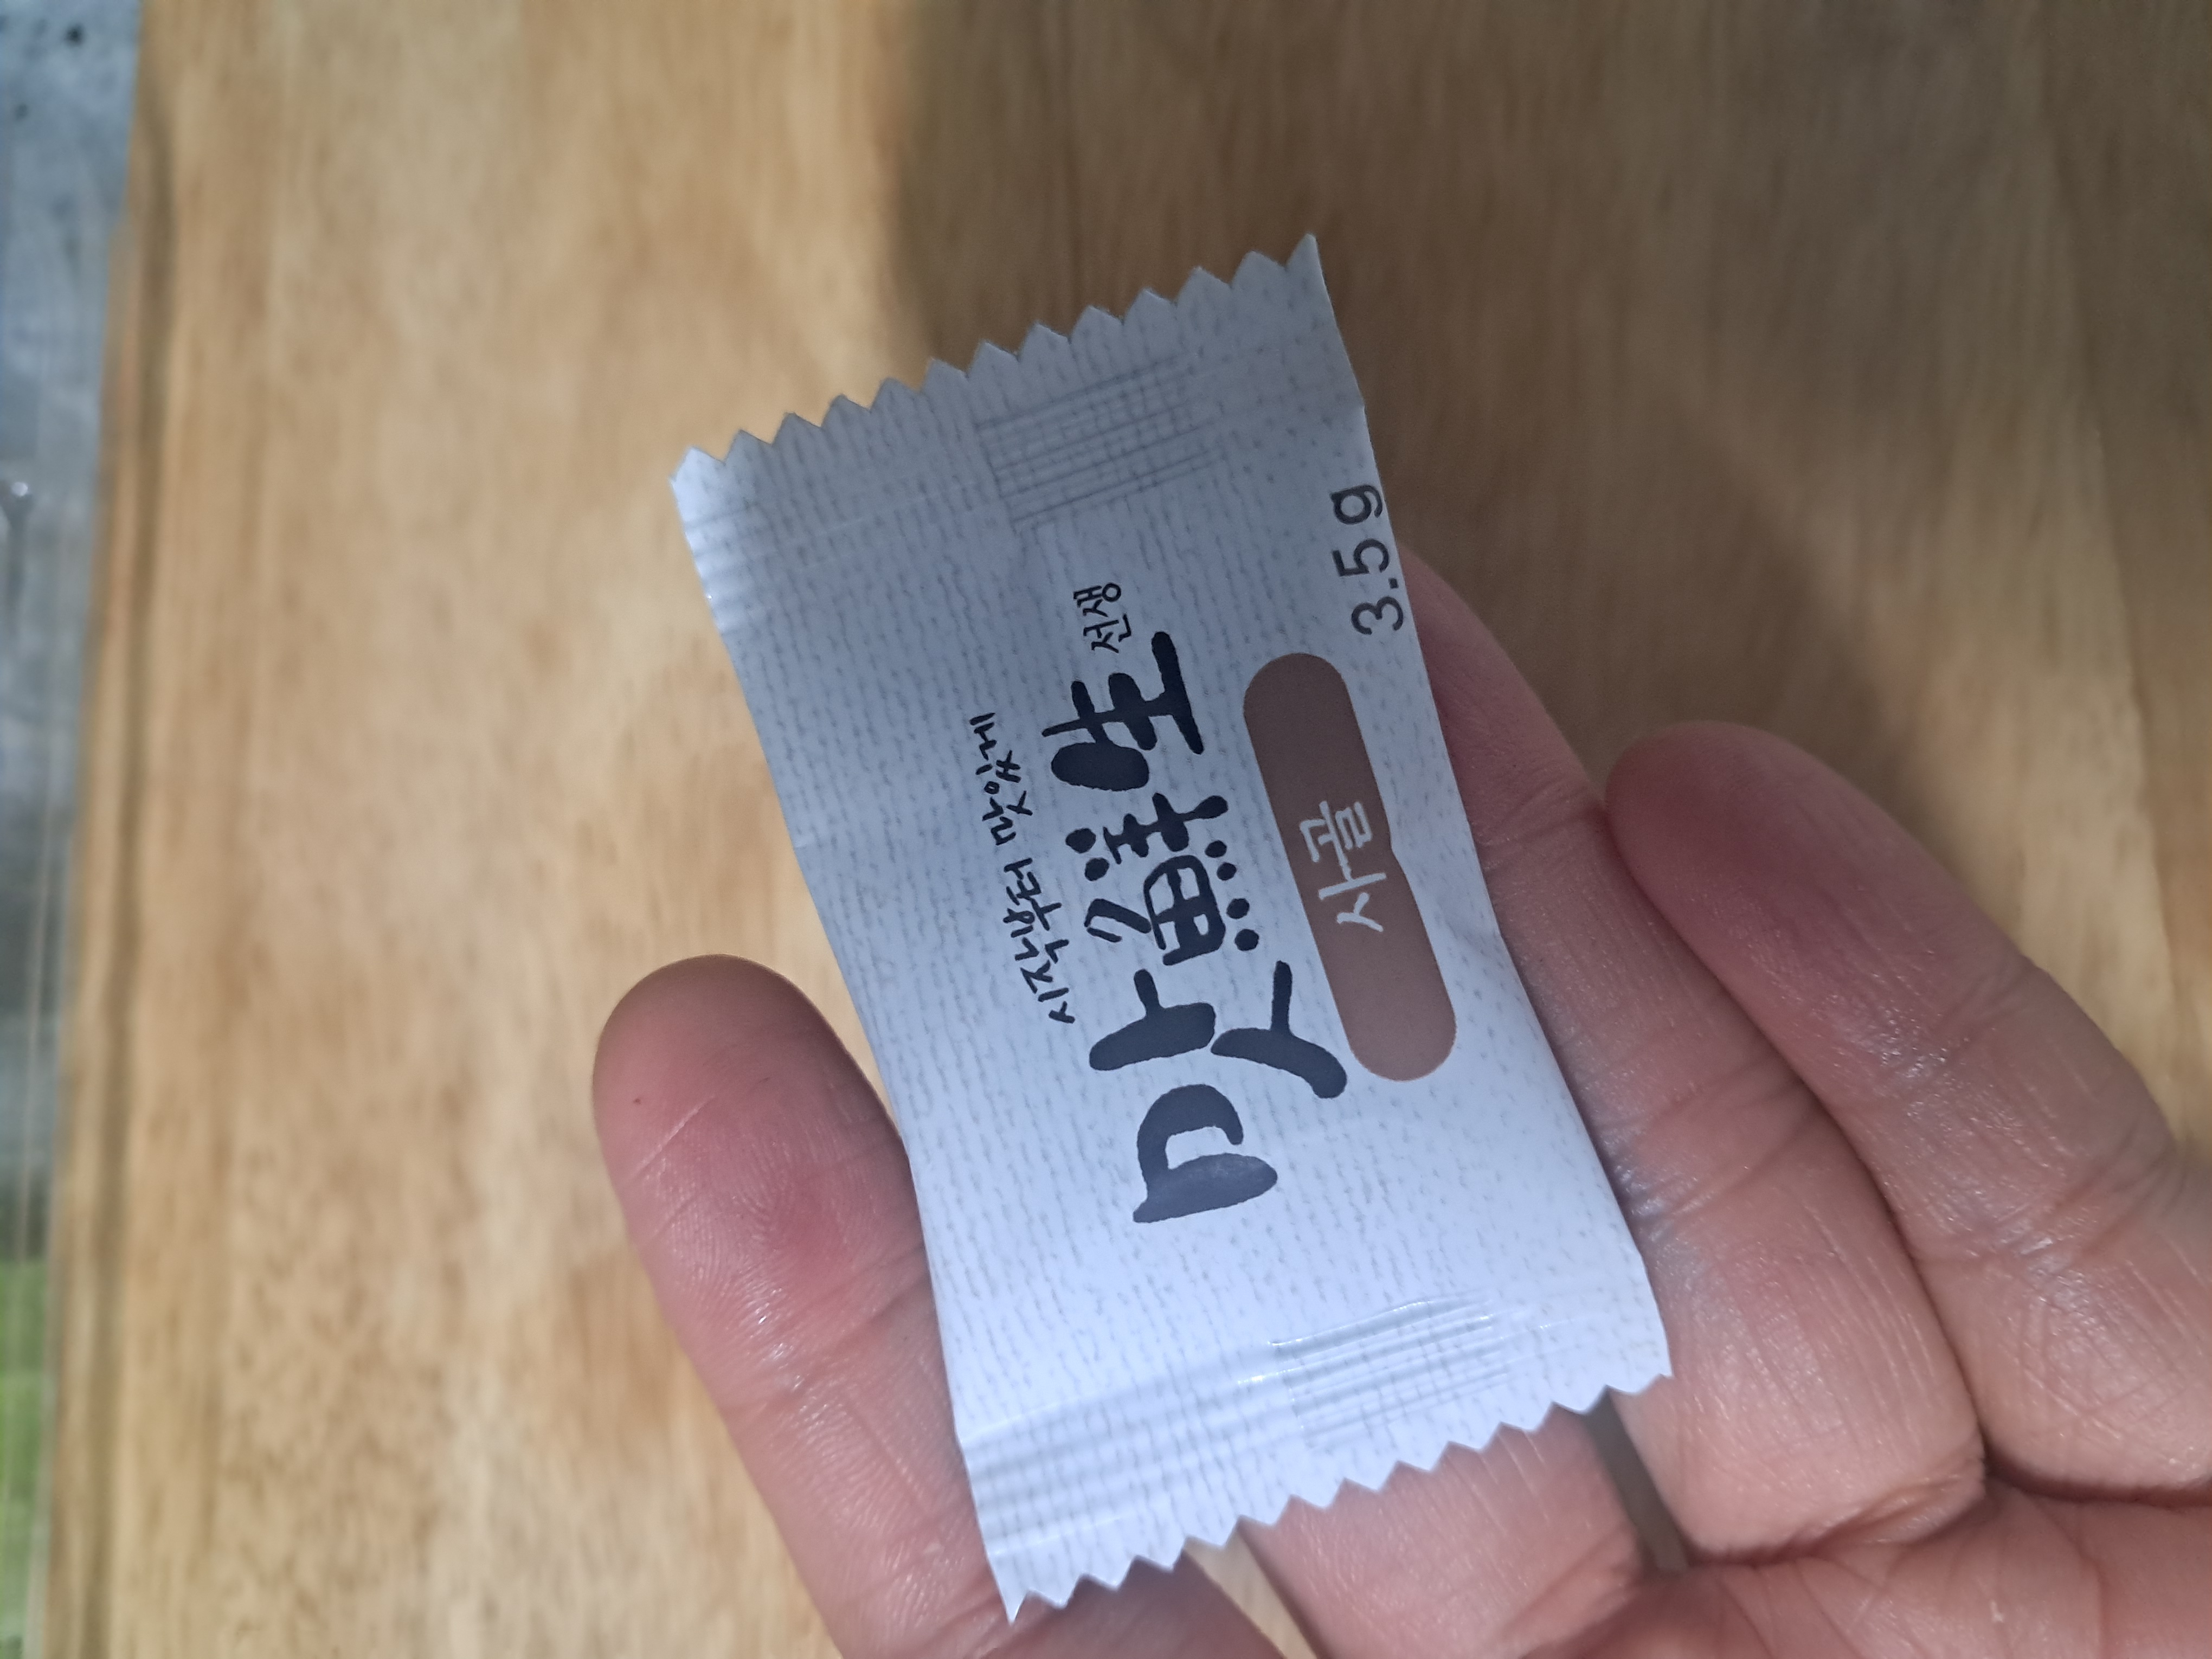 시작부터 맛있게
맛鮮生 선생
사골
3.5g